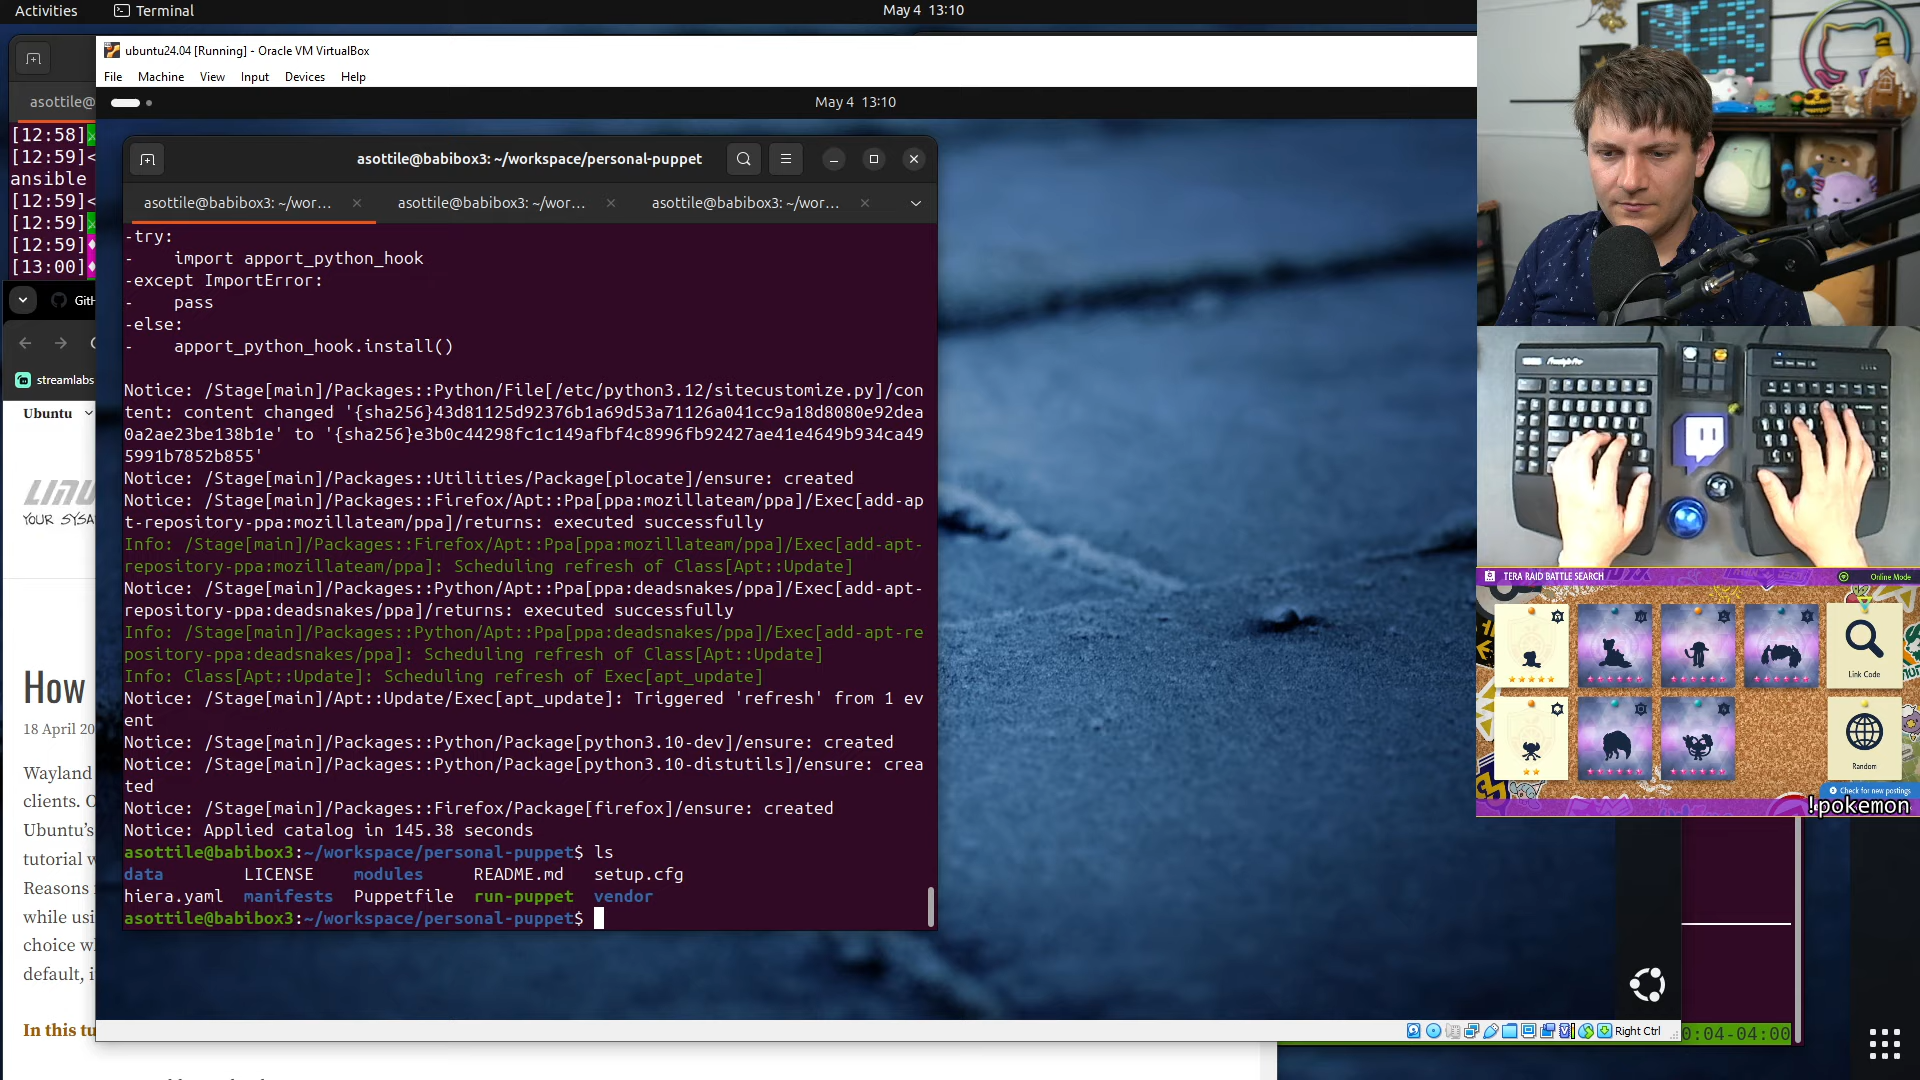 Activities
Terminal
May 4 13:10
ubuntu24.04 [Running] - Oracle VM VirtualBox
File Machine View Input Devices Help
May 4 13:10
asottile@
[12:58]
[12:59]<
ansible
[12:59]<
[12:59]
[12:59]
[13:00]
GitH
streamlabs
Ubuntu
YOUR SYSA
How
18 April 20
Wayland
clients. O
Ubuntu's
tutorial w
Reasons
while usi
choice wh
default, i
In this tu
asottile@babibox3: ~/workspace/personal-puppet
asottile@babibox3: ~/wor...
asottile@babibox3: ~/wor...
asottile@babibox3: ~/wor...
-try:
-    import apport_python_hook
-except ImportError:
-    pass
-else:
-    apport_python_hook.install()
Notice: /Stage[main]/Packages::Python/File[/etc/python3.12/sitecustomize.py]/con
tent: content changed '{sha256}43d81125d92376b1a69d53a71126a041cc9a18d8080e92dea
0a2ae23be138b1e' to '{sha256}e3b0c44298fc1c149afbf4c8996fb92427ae41e4649b934ca49
5991b7852b855'
Notice: /Stage[main]/Packages::Utilities/Package[plocate]/ensure: created
Notice: /Stage[main]/Packages::Firefox/Apt::Ppa[ppa:mozillateam/ppa]/Exec[add-ap
t-repository-ppa:mozillateam/ppa]/returns: executed successfully
Info: /Stage[main]/Packages::Firefox/Apt::Ppa[ppa:mozillateam/ppa]/Exec[add-apt-
repository-ppa:mozillateam/ppa]: Scheduling refresh of Class[Apt::Update]
Notice: /Stage[main]/Packages::Python/Apt::Ppa[ppa:deadsnakes/ppa]/Exec[add-apt-
repository-ppa:deadsnakes/ppa]/returns: executed successfully
Info: /Stage[main]/Packages::Python/Apt::Ppa[ppa:deadsnakes/ppa]/Exec[add-apt-re
pository-ppa:deadsnakes/ppa]: Scheduling refresh of Class[Apt::Update]
Info: Class[Apt::Update]: Scheduling refresh of Exec[apt_update]
Notice: /Stage[main]/Apt::Update/Exec[apt_update]: Triggered 'refresh' from 1 ev
ent
Notice: /Stage[main]/Packages::Python/Package[python3.10-dev]/ensure: created
Notice: /Stage[main]/Packages::Python/Package[python3.10-distutils]/ensure: crea
ted
Notice: /Stage[main]/Packages::Firefox/Package[firefox]/ensure: created
Notice: Applied catalog in 145.38 seconds
asottile@babibox3:~/workspace/personal-puppet$ ls
data        LICENSE    modules     README.md   setup.cfg
hiera.yaml  manifests  Puppetfile  run-puppet  vendor
asottile@babibox3:~/workspace/personal-puppet$
Right Ctrl
0:04-04:00
TERA RAID BATTLE SEARCH
Online Mode
Link Code
Random
Check for new postings
!pokemon